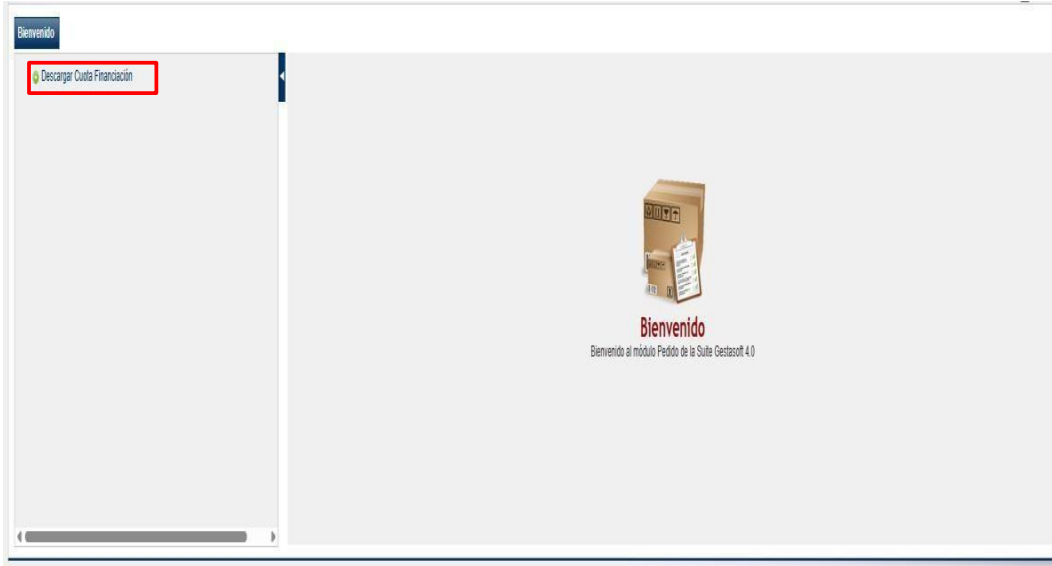 Bienvenido
Descargar Cuota Financiación
Bienvenido
Bienvenido al módulo Pedido de la Suite Gestasoft 4.0